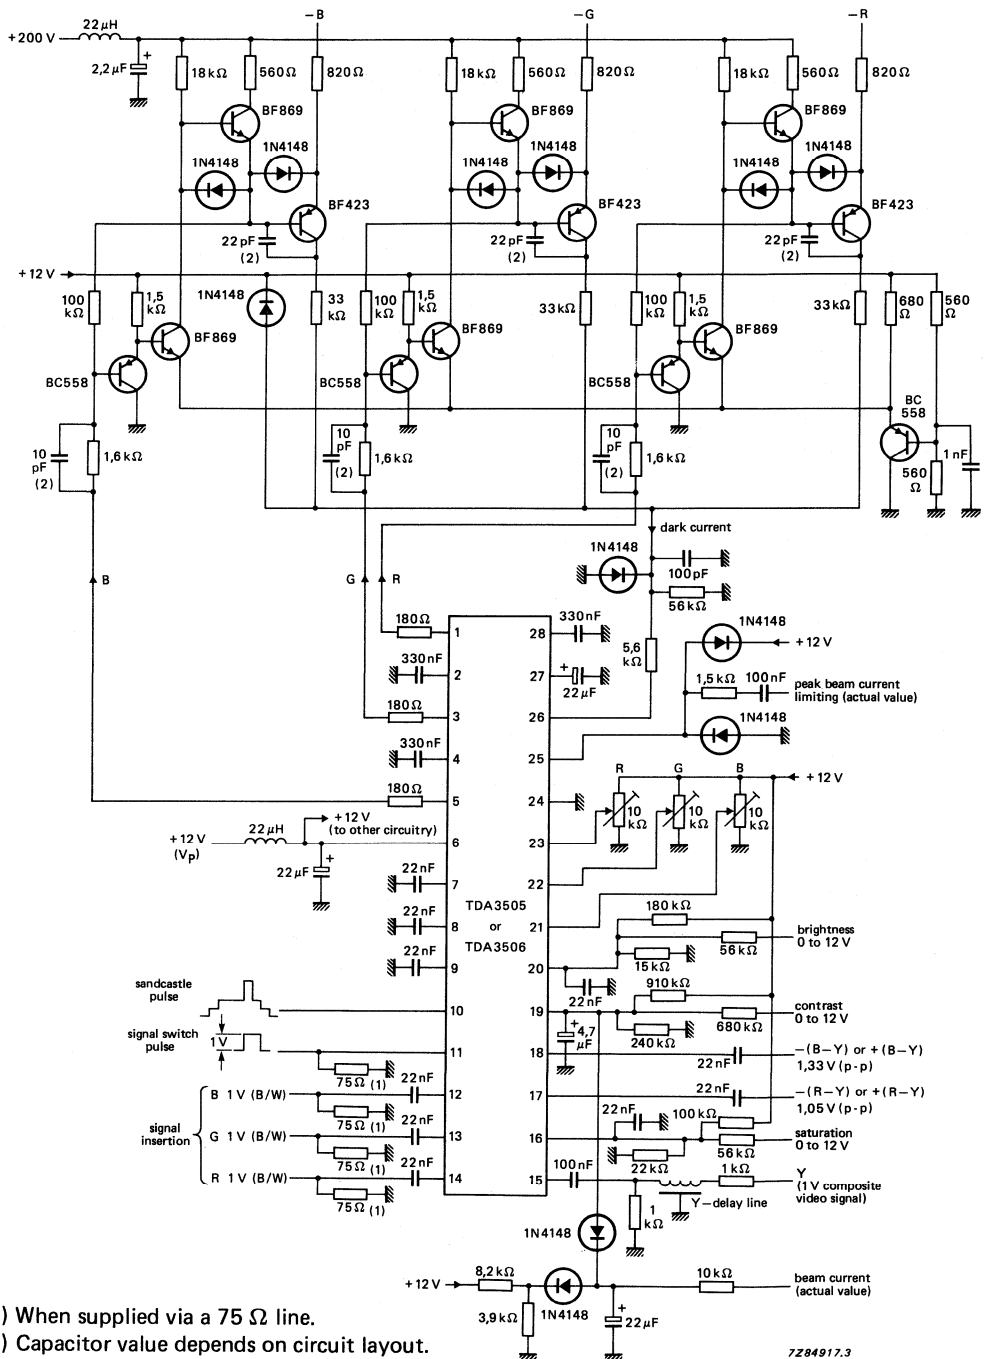 −B −G −R
22 μH
+200 V
2,2 μF +
18 kΩ 560 Ω 820 Ω 18 kΩ 560 Ω 820 Ω 18 kΩ 560 Ω 820 Ω
BF869 BF869 BF869
1N4148 1N4148 1N4148
1N4148 1N4148 1N4148
BF423 BF423 BF423
22 pF (2) 22 pF (2) 22 pF (2)
+12 V
100 kΩ 1,5 kΩ 1N4148 33 kΩ 100 kΩ 1,5 kΩ 33 kΩ 100 kΩ 1,5 kΩ 33 kΩ 680 Ω 560 Ω
BF869 BF869 BF869
BC558 BC558 BC558 BC 558
10 pF (2) 1,6 kΩ 10 pF (2) 1,6 kΩ 10 pF (2) 1,6 kΩ 560 Ω 1 nF
dark current
1N4148 100 pF
56 kΩ
B G R
180 Ω 1 28 330 nF
5,6 kΩ
1N4148
+12 V
330 nF 2 27 + 22 μF
1,5 kΩ 100 nF peak beam current
limiting (actual value)
180 Ω 3 26
1N4148
330 nF 4 25
R G B
+12 V
180 Ω 5 24
10 kΩ 10 kΩ 10 kΩ
+12 V
(to other circuitry)
+12 V
(Vp)
22 μH
6 23
22 μF +
22 nF 7 22
TDA3505
or
TDA3506
22 nF 8 21
180 kΩ
56 kΩ brightness
0 to 12 V
22 nF 9 20
15 kΩ
22 nF
910 kΩ
sandcastle
pulse
10 19
680 kΩ contrast
0 to 12 V
+ 4,7 μF
240 kΩ
signal switch
pulse
1 V
11 18
22 nF −(B−Y) or +(B−Y)
1,33 V (p-p)
75 Ω (1)
B 1 V (B/W) 22 nF 12 17
22 nF −(R−Y) or +(R−Y)
1,05 V (p-p)
75 Ω (1)
signal
insertion
G 1 V (B/W) 22 nF 13 16
22 nF 100 kΩ
56 kΩ saturation
0 to 12 V
22 kΩ
75 Ω (1)
R 1 V (B/W) 22 nF 14 15
100 nF 1 kΩ Y
(1 V composite
video signal)
75 Ω (1)
Y−delay line
1 kΩ
1N4148
+12 V 8,2 kΩ 1N4148 10 kΩ beam current
(actual value)
3,9 kΩ + 22 μF
) When supplied via a 75 Ω line.
) Capacitor value depends on circuit layout.
7Z84917.3